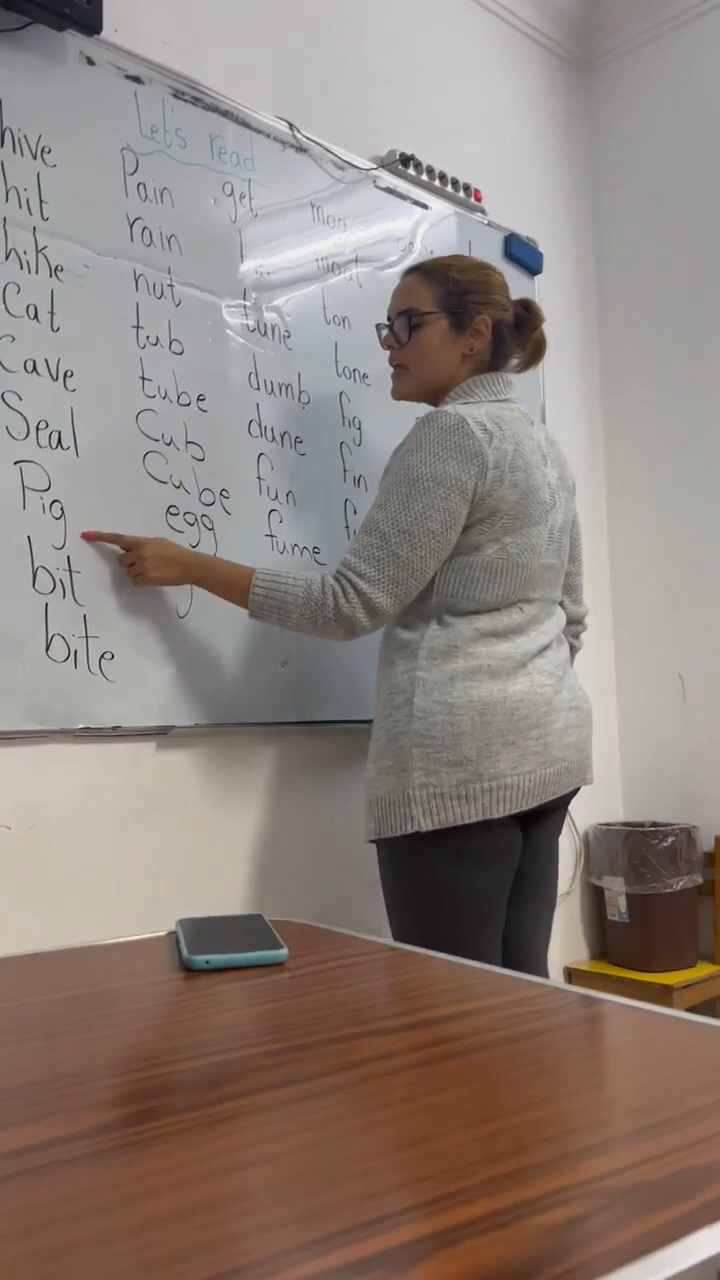 Let's read
hive Pain get
hit rain
hike nut
Cat tub tune ton
Cave tube dumb tone
Seal Cub dune fig
Pig Cube fun fin
bit egg fume
bite